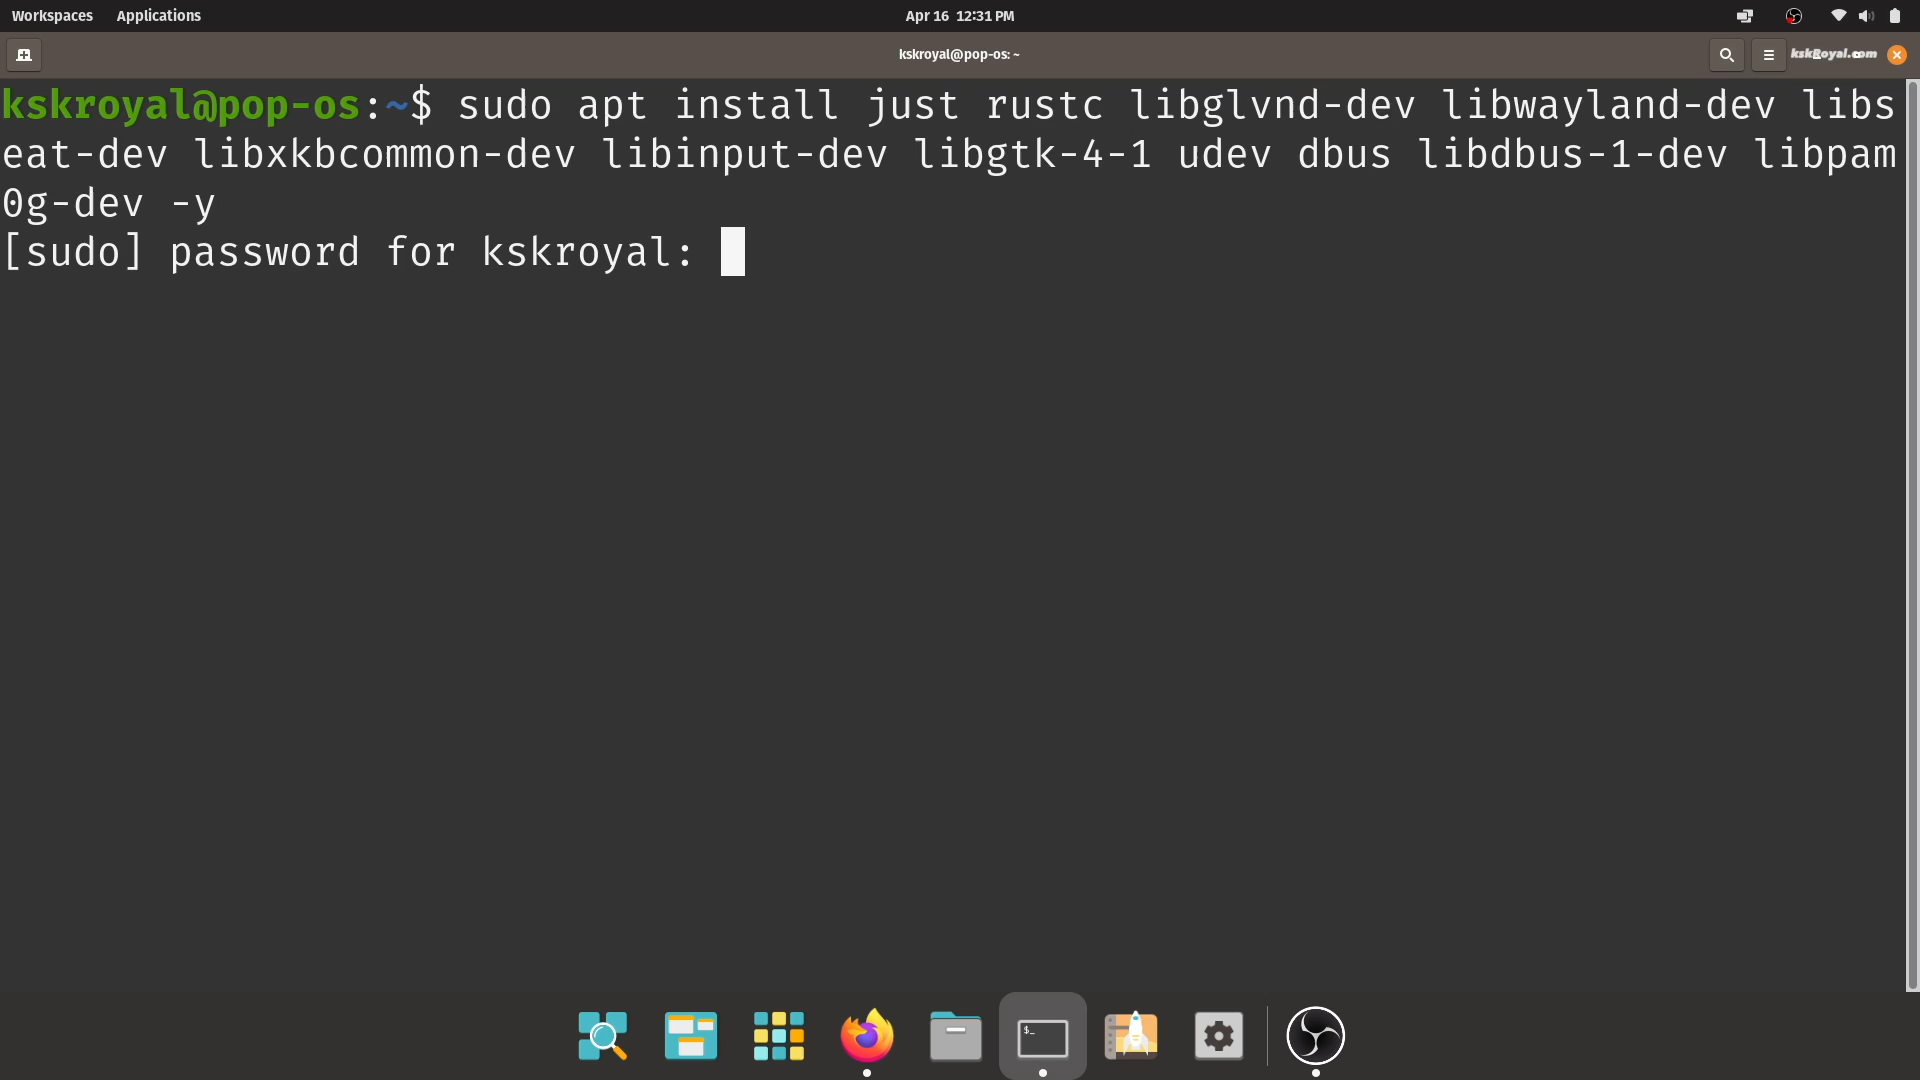 Workspaces Applications Apr 16 12:31 PM
kskroyal@pop-os: ~ kskRoyal.com
kskroyal@pop-os:~$ sudo apt install just rustc libglvnd-dev libwayland-dev libs
eat-dev libxkbcommon-dev libinput-dev libgtk-4-1 udev dbus libdbus-1-dev libpam
0g-dev -y
[sudo] password for kskroyal:
$_